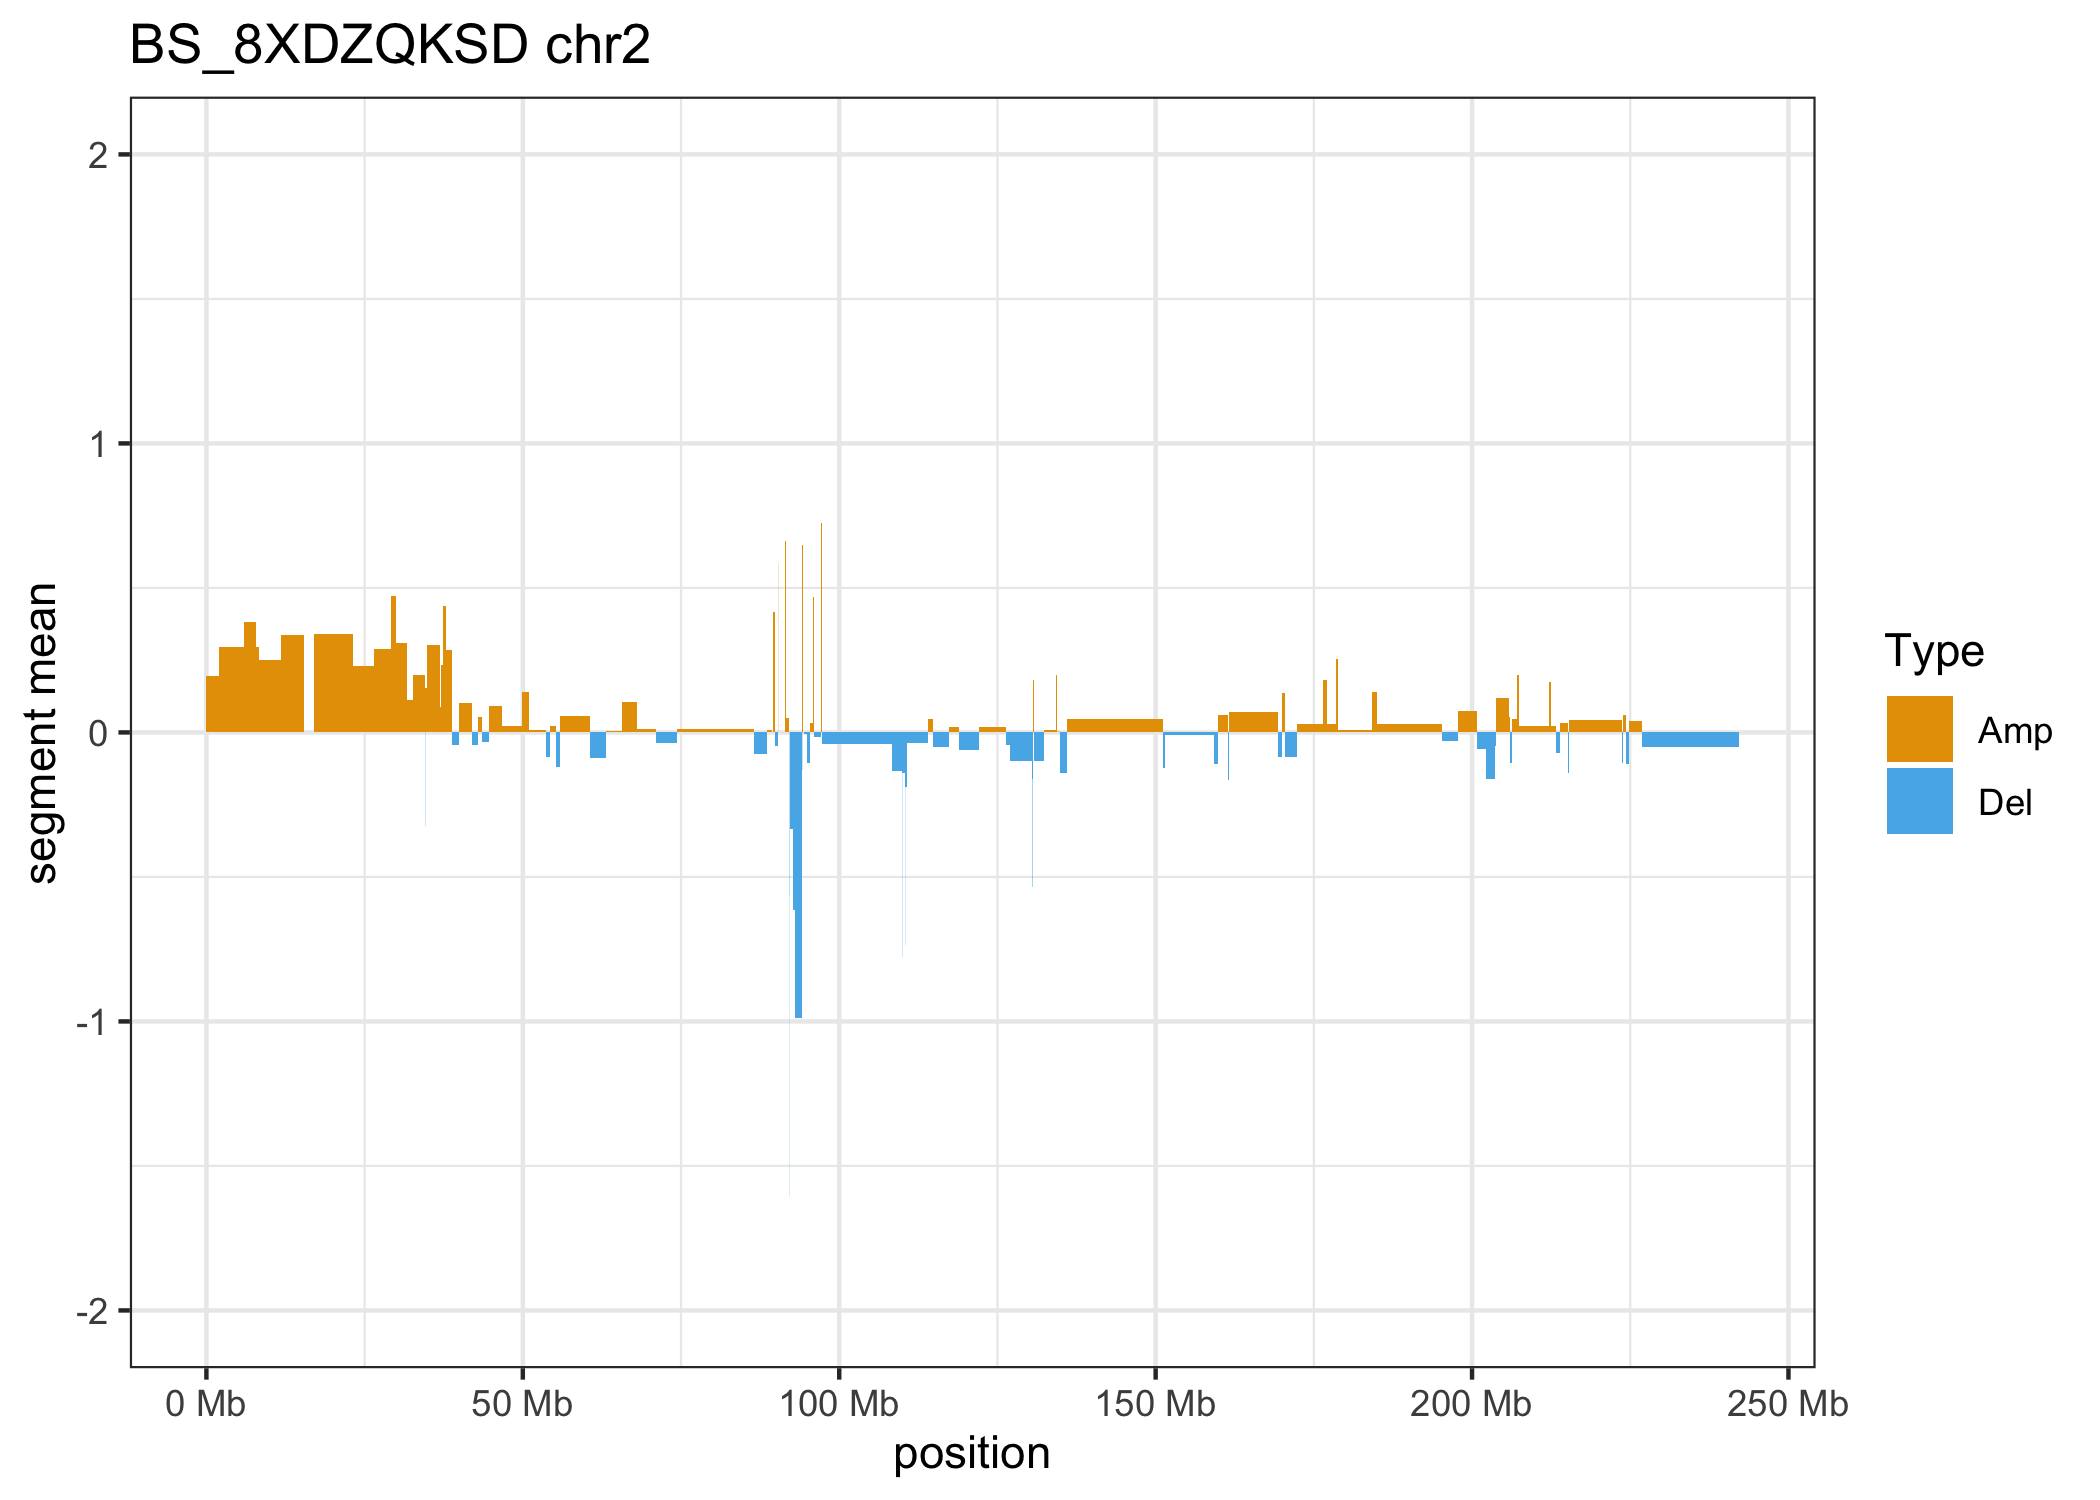 BS_8XDZQKSD chr2
2
1
0
-1
-2
segment mean
0 Mb
50 Mb
100 Mb
150 Mb
200 Mb
250 Mb
position
Type
Amp
Del